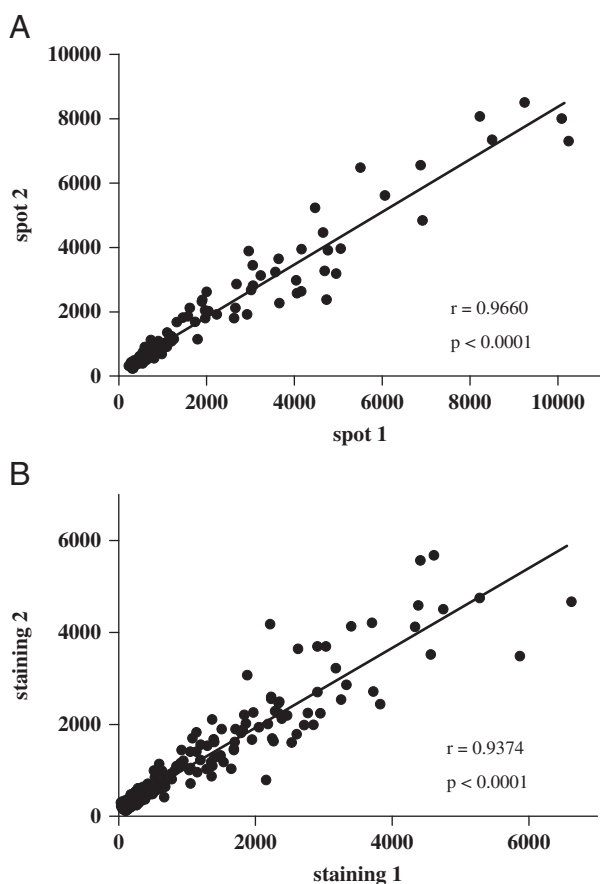 A
10000
8000
6000
4000
2000
0
spot 2
r = 0.9660
p < 0.0001
0 2000 4000 6000 8000 10000
spot 1
B
6000
4000
2000
0
staining 2
r = 0.9374
p < 0.0001
0 2000 4000 6000
staining 1